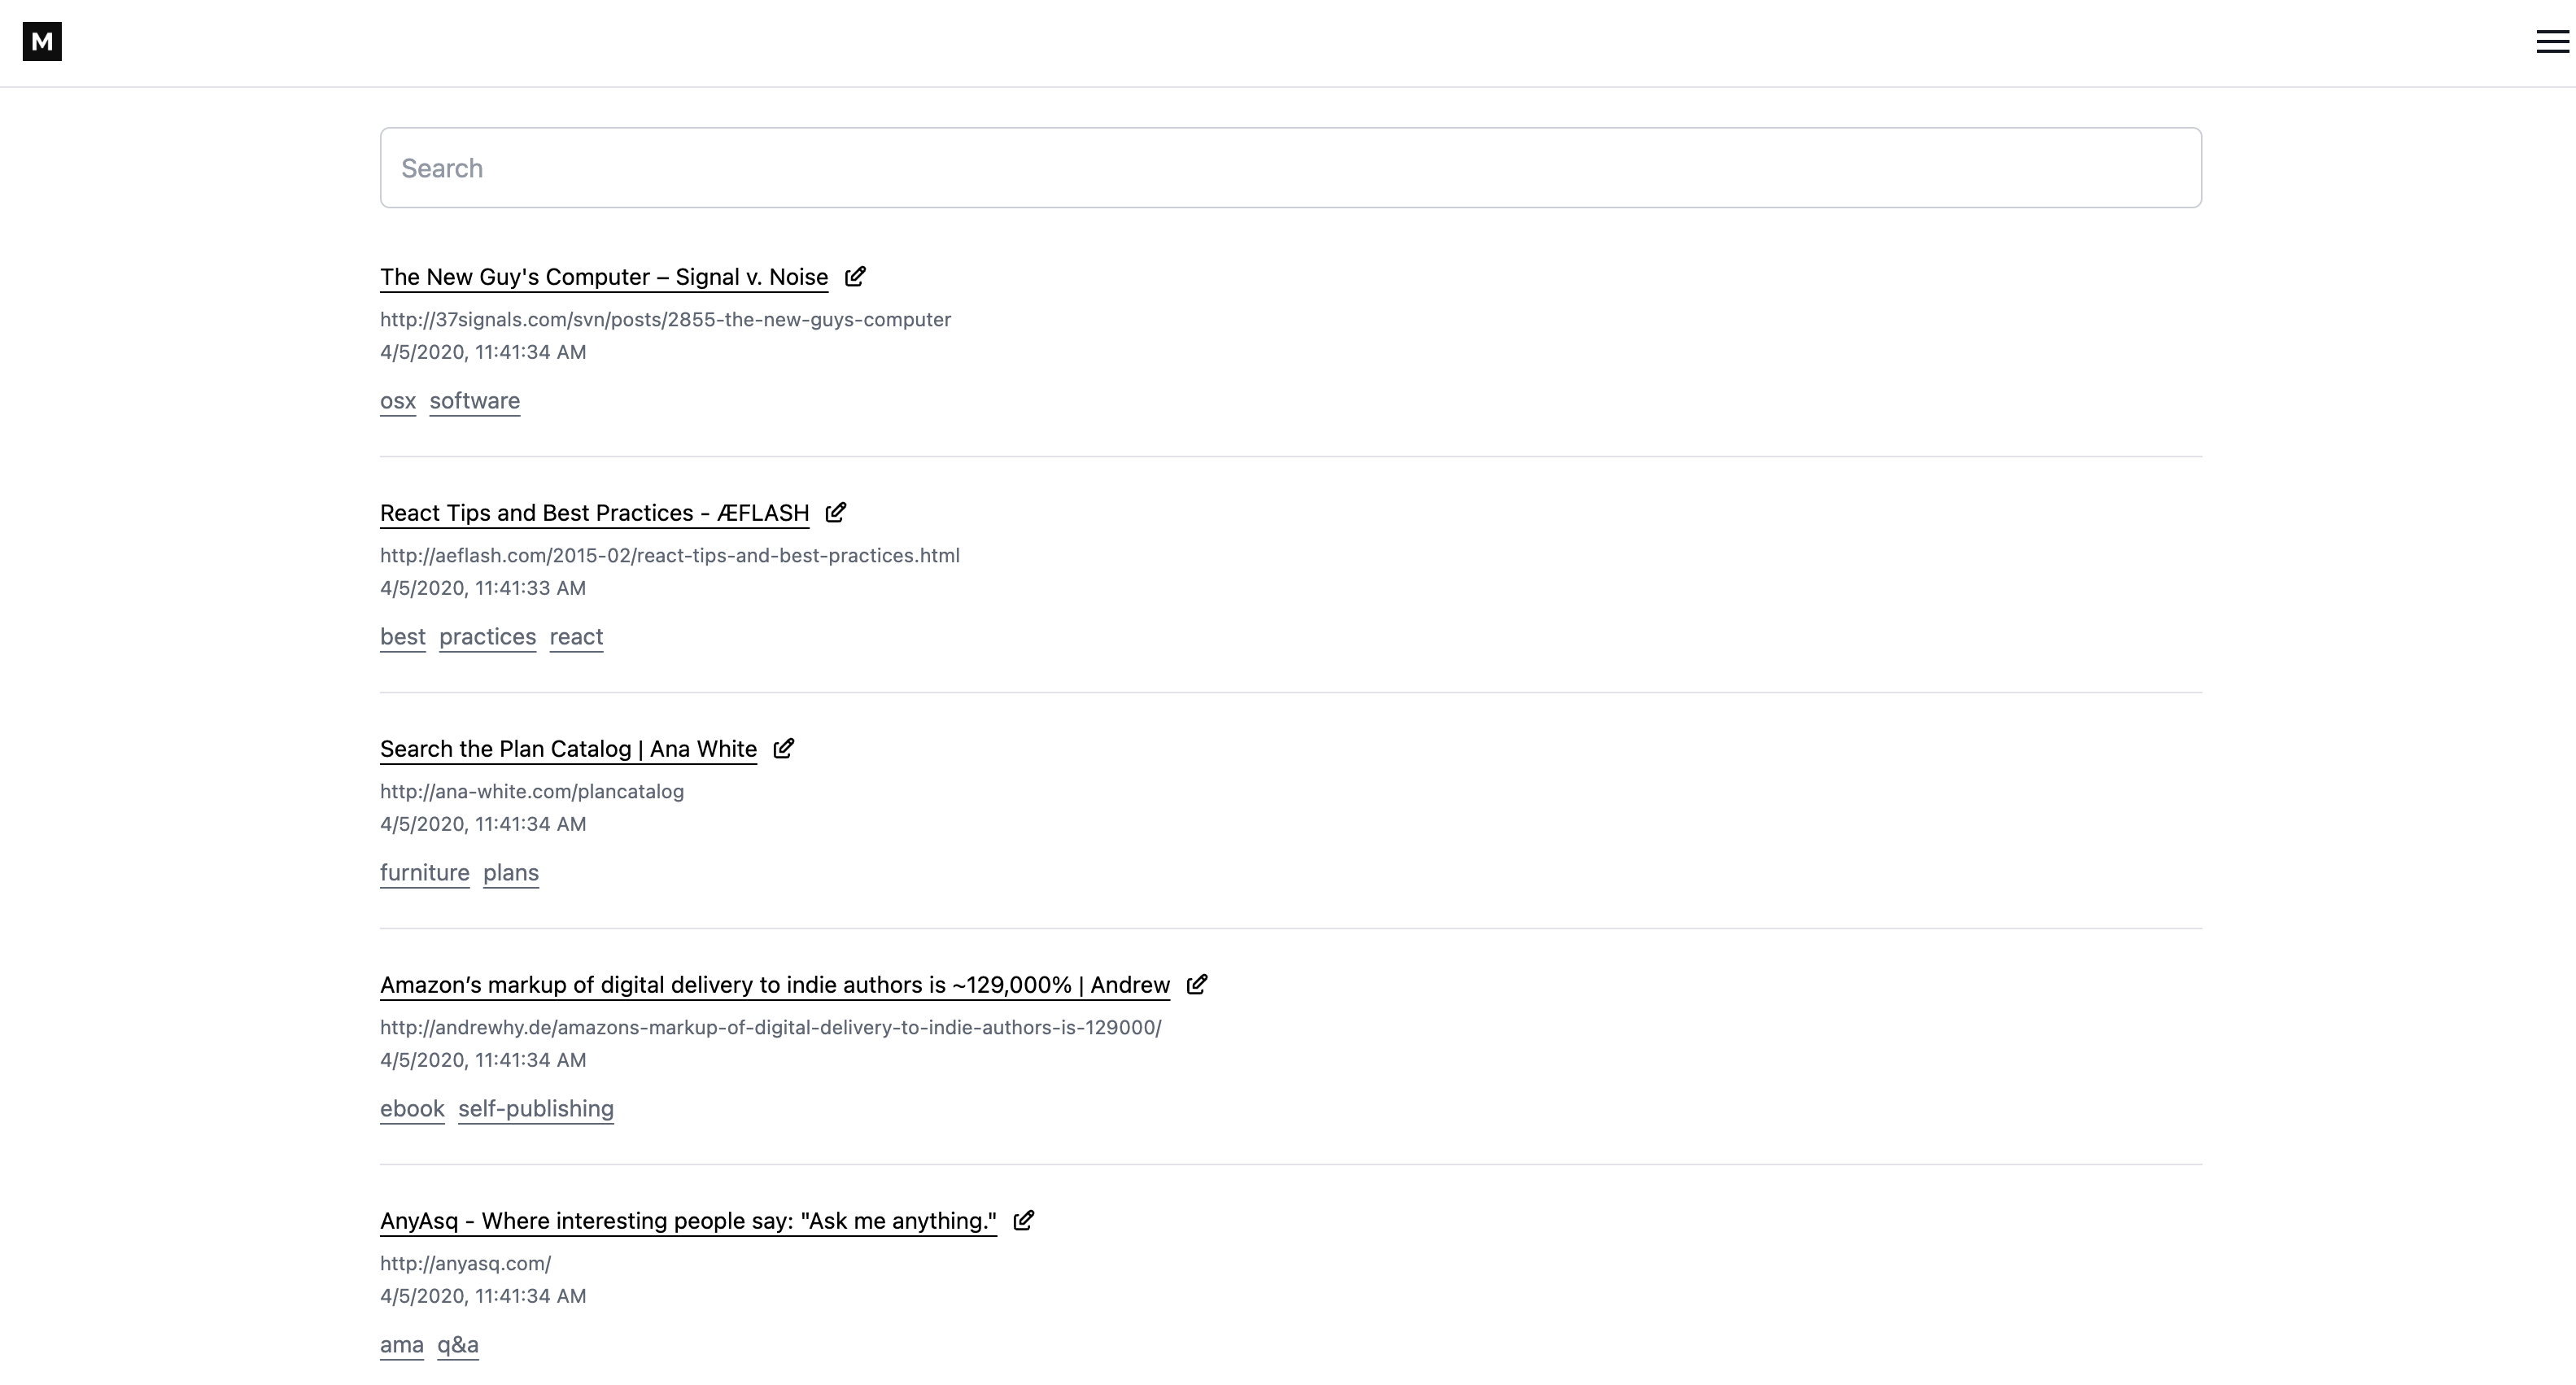 M
Search
The New Guy's Computer – Signal v. Noise
http://37signals.com/svn/posts/2855-the-new-guys-computer
4/5/2020, 11:41:34 AM
osx software
React Tips and Best Practices - ÆFLASH
http://aeflash.com/2015-02/react-tips-and-best-practices.html
4/5/2020, 11:41:33 AM
best practices react
Search the Plan Catalog | Ana White
http://ana-white.com/plancatalog
4/5/2020, 11:41:34 AM
furniture plans
Amazon’s markup of digital delivery to indie authors is ~129,000% | Andrew
http://andrewhy.de/amazons-markup-of-digital-delivery-to-indie-authors-is-129000/
4/5/2020, 11:41:34 AM
ebook self-publishing
AnyAsq - Where interesting people say: "Ask me anything."
http://anyasq.com/
4/5/2020, 11:41:34 AM
ama q&a